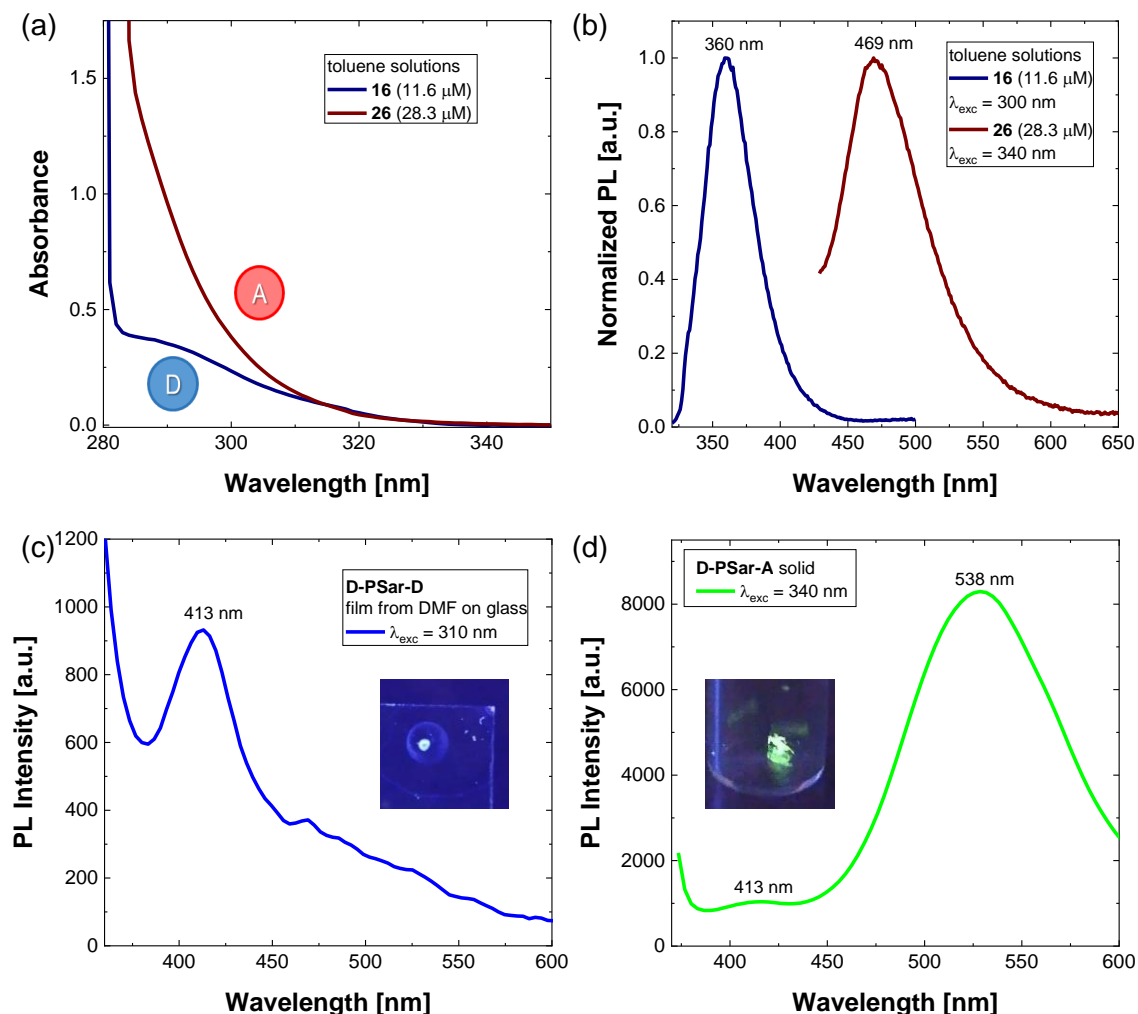 (a)
1.5
1.0
0.5
0.0
Absorbance
280
300
320
340
Wavelength [nm]
toluene solutions
16 (11.6 μM)
26 (28.3 μM)
A
D
(b)
360 nm
469 nm
1.0
0.8
0.6
0.4
0.2
0.0
Normalized PL [a.u.]
350
400
450
500
550
600
650
Wavelength [nm]
toluene solutions
16 (11.6 μM)
λexc = 300 nm
26 (28.3 μM)
λexc = 340 nm
(c)
1200
1000
800
600
400
200
0
PL Intensity [a.u.]
400
450
500
550
600
Wavelength [nm]
413 nm
D-PSar-D
film from DMF on glass
λexc = 310 nm
(d)
8000
6000
4000
2000
0
PL Intensity [a.u.]
400
450
500
550
600
Wavelength [nm]
D-PSar-A solid
λexc = 340 nm
538 nm
413 nm